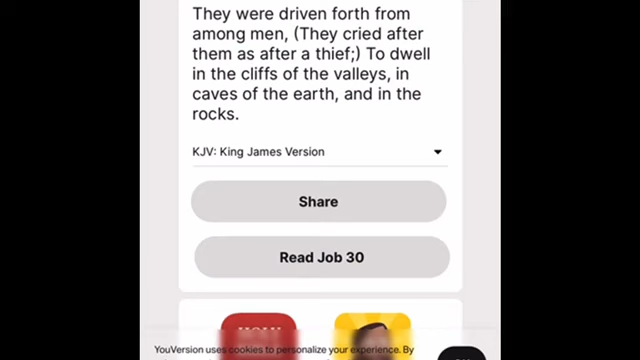 They were driven forth from
among men, (They cried after
them as after a thief;) To dwell
in the cliffs of the valleys, in
caves of the earth, and in the
rocks.
KJV: King James Version
Share
Read Job 30
YouVersion uses cookies to personalize your experience. By